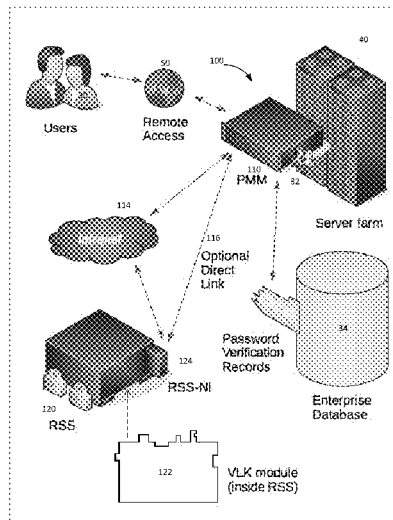 40
50
100
Users
Remote
Access
110
PMM
32
Server farm
114
116
Optional
Direct
Link
34
Password
Verification
Records
124
RSS-NI
120
RSS
Enterprise
Database
122
VLK module
(inside RSS)